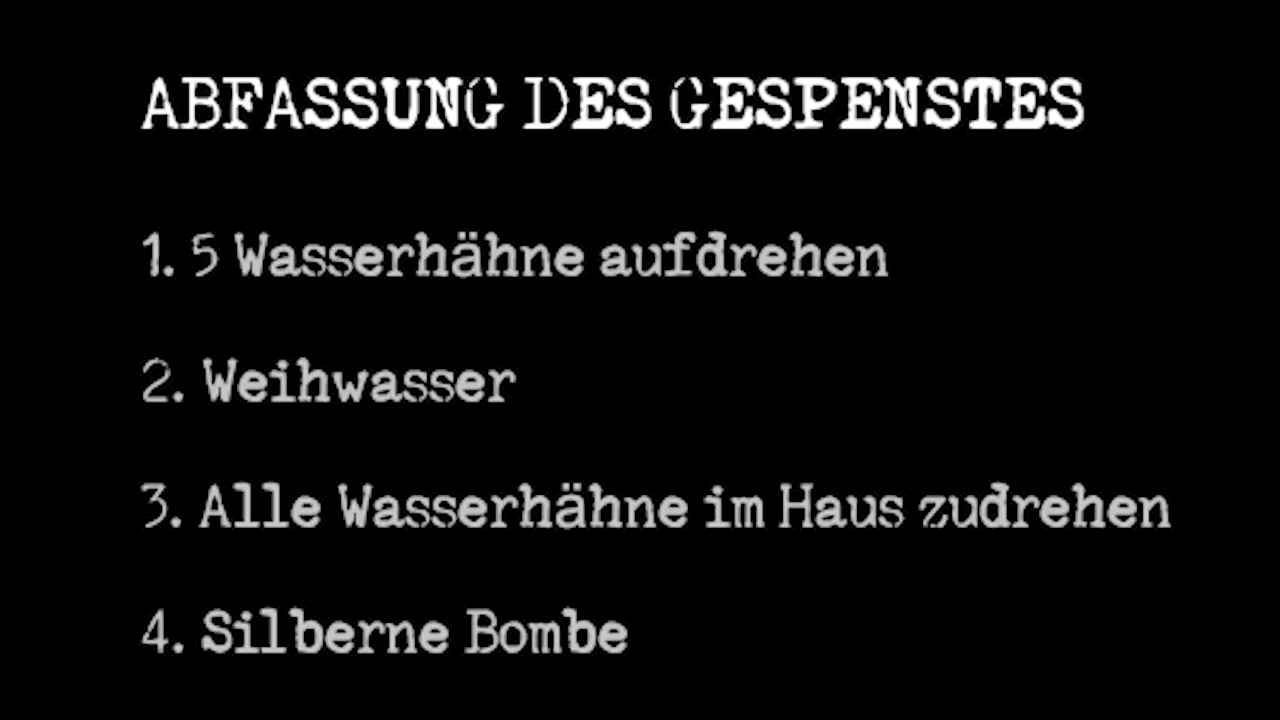 ABFASSUNG DES GESPENSTES
1. 5 Wasserhähne aufdrehen
2. Weihwasser
3. Alle Wasserhähne im Haus zudrehen
4. Silberne Bombe